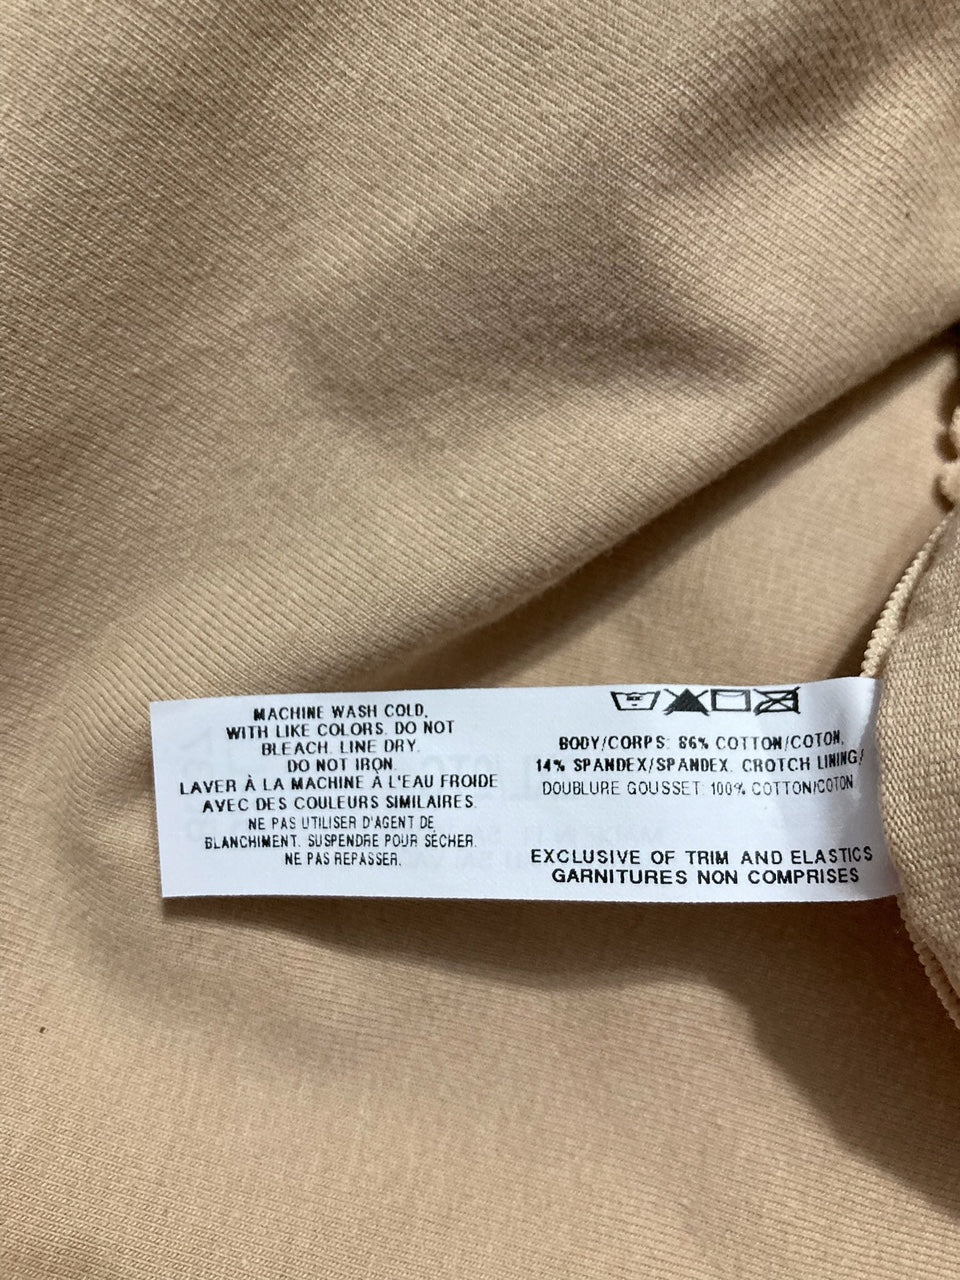 MACHINE WASH COLD,
WITH LIKE COLORS. DO NOT
BLEACH. LINE DRY.
DO NOT IRON.
LAVER À LA MACHINE À L'EAU FROIDE
AVEC DES COULEURS SIMILAIRES.
NE PAS UTILISER D'AGENT DE
BLANCHIMENT. SUSPENDRE POUR SÉCHER.
NE PAS REPASSER.
BODY/CORPS: 86% COTTON/COTON,
14% SPANDEX/SPANDEX. CROTCH LINING/
DOUBLURE GOUSSET: 100% COTTON/COTON
EXCLUSIVE OF TRIM AND ELASTICS
GARNITURES NON COMPRISES